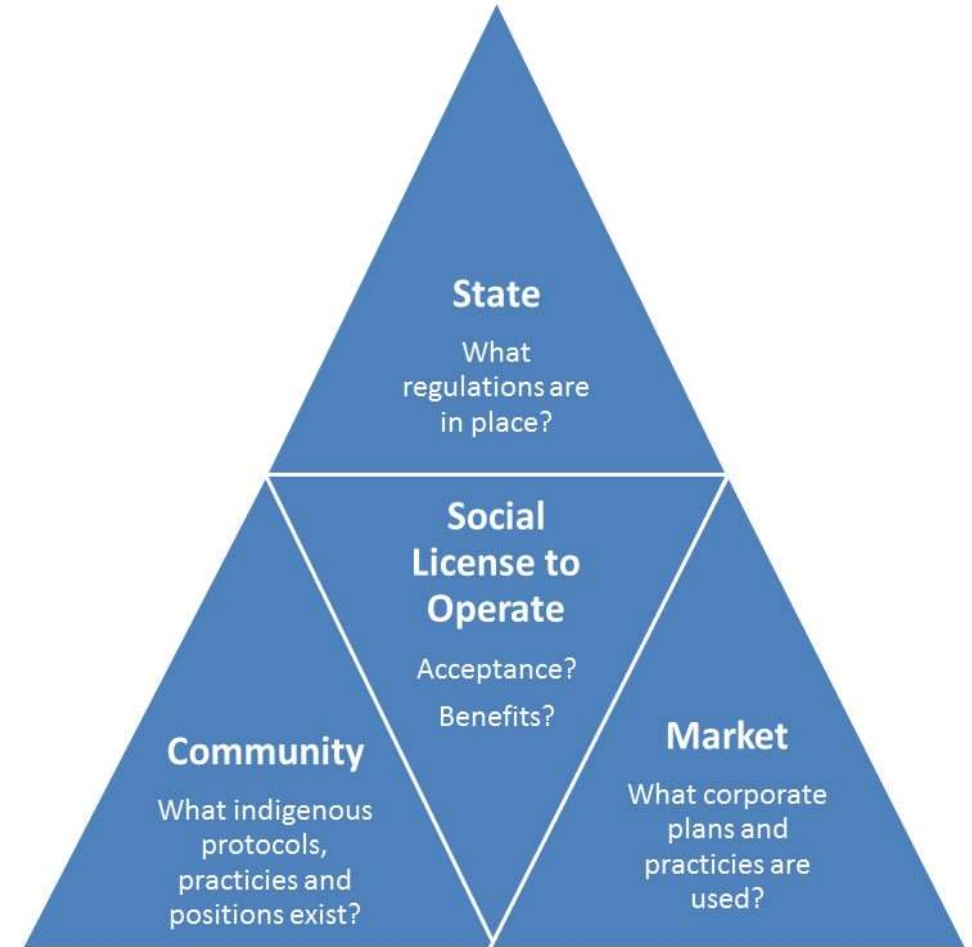 State
What
regulations are
in place?
Social
License to
Operate
Acceptance?
Benefits?
Community
What indigenous
protocols,
practicies and
positions exist?
Market
What corporate
plans and
practicies are
used?